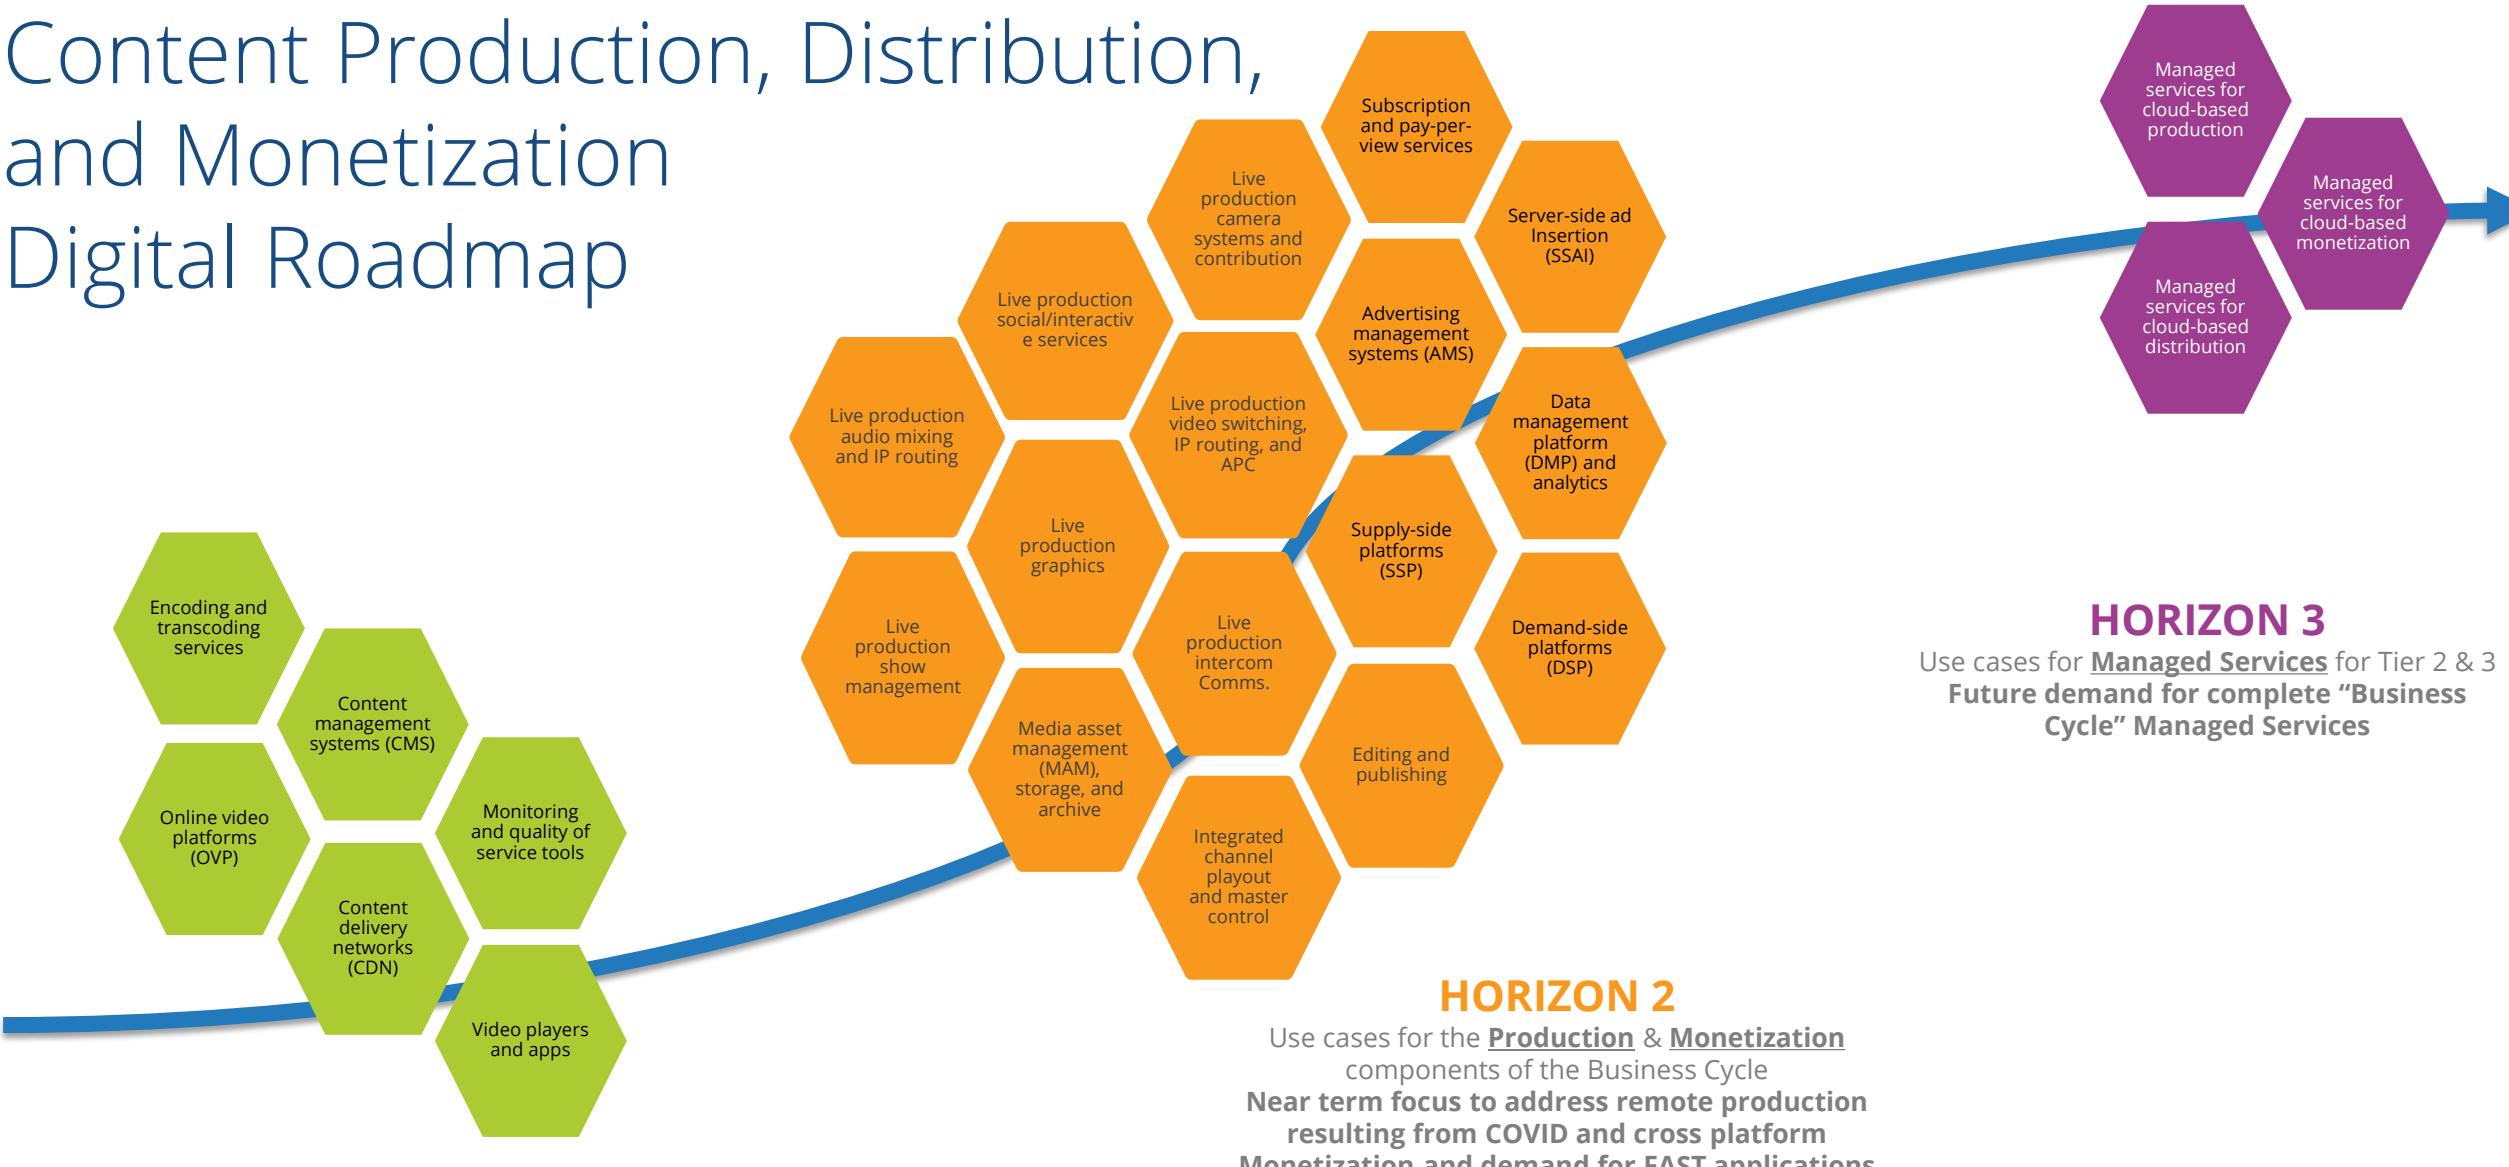 Content Production, Distribution,
and Monetization
Digital Roadmap
Encoding and
transcoding
services
Content
management
systems (CMS)
Online video
platforms
(OVP)
Monitoring
and quality of
service tools
Content
delivery
networks
(CDN)
Video players
and apps
Subscription
and pay-per-
view services
Live
production
camera
systems and
contribution
Server-side ad
Insertion
(SSAI)
Live production
social/interactiv
e services
Advertising
management
systems (AMS)
Live production
audio mixing
and IP routing
Live production
video switching,
IP routing, and
APC
Data
management
platform
(DMP) and
analytics
Live
production
graphics
Supply-side
platforms
(SSP)
Live
production
show
management
Live
production
intercom
Comms.
Demand-side
platforms
(DSP)
Media asset
management
(MAM),
storage, and
archive
Editing and
publishing
Integrated
channel
playout
and master
control
HORIZON 2
Use cases for the Production & Monetization
components of the Business Cycle
Near term focus to address remote production
resulting from COVID and cross platform
Monetization and demand for FAST applications
Managed
services for
cloud-based
production
Managed
services for
cloud-based
monetization
Managed
services for
cloud-based
distribution
HORIZON 3
Use cases for Managed Services for Tier 2 & 3
Future demand for complete “Business
Cycle” Managed Services